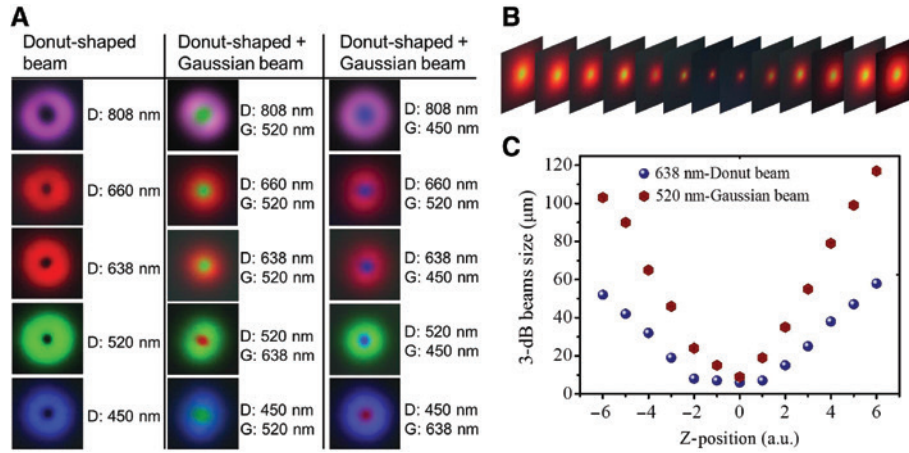 A
Donut-shaped beam
Donut-shaped + Gaussian beam
Donut-shaped + Gaussian beam
D: 808 nm
D: 808 nm
G: 520 nm
D: 808 nm
G: 450 nm
D: 660 nm
D: 660 nm
G: 520 nm
D: 660 nm
G: 520 nm
D: 638 nm
D: 638 nm
G: 520 nm
D: 638 nm
G: 450 nm
D: 520 nm
D: 520 nm
G: 638 nm
D: 520 nm
G: 450 nm
D: 450 nm
D: 450 nm
G: 520 nm
D: 450 nm
G: 638 nm
B
C
120
100
80
60
40
20
0
3-dB beams size (μm)
638 nm-Donut beam
520 nm-Gaussian beam
−6 −4 −2 0 2 4 6
Z-position (a.u.)